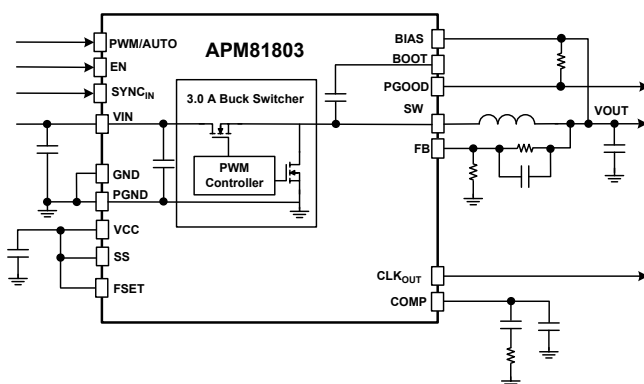 APM81803
PWM/AUTO
EN
SYNCIN
VIN
GND
PGND
VCC
SS
FSET
3.0 A Buck Switcher
PWM
Controller
BIAS
BOOT
PGOOD
SW
FB
VOUT
CLKOUT
COMP